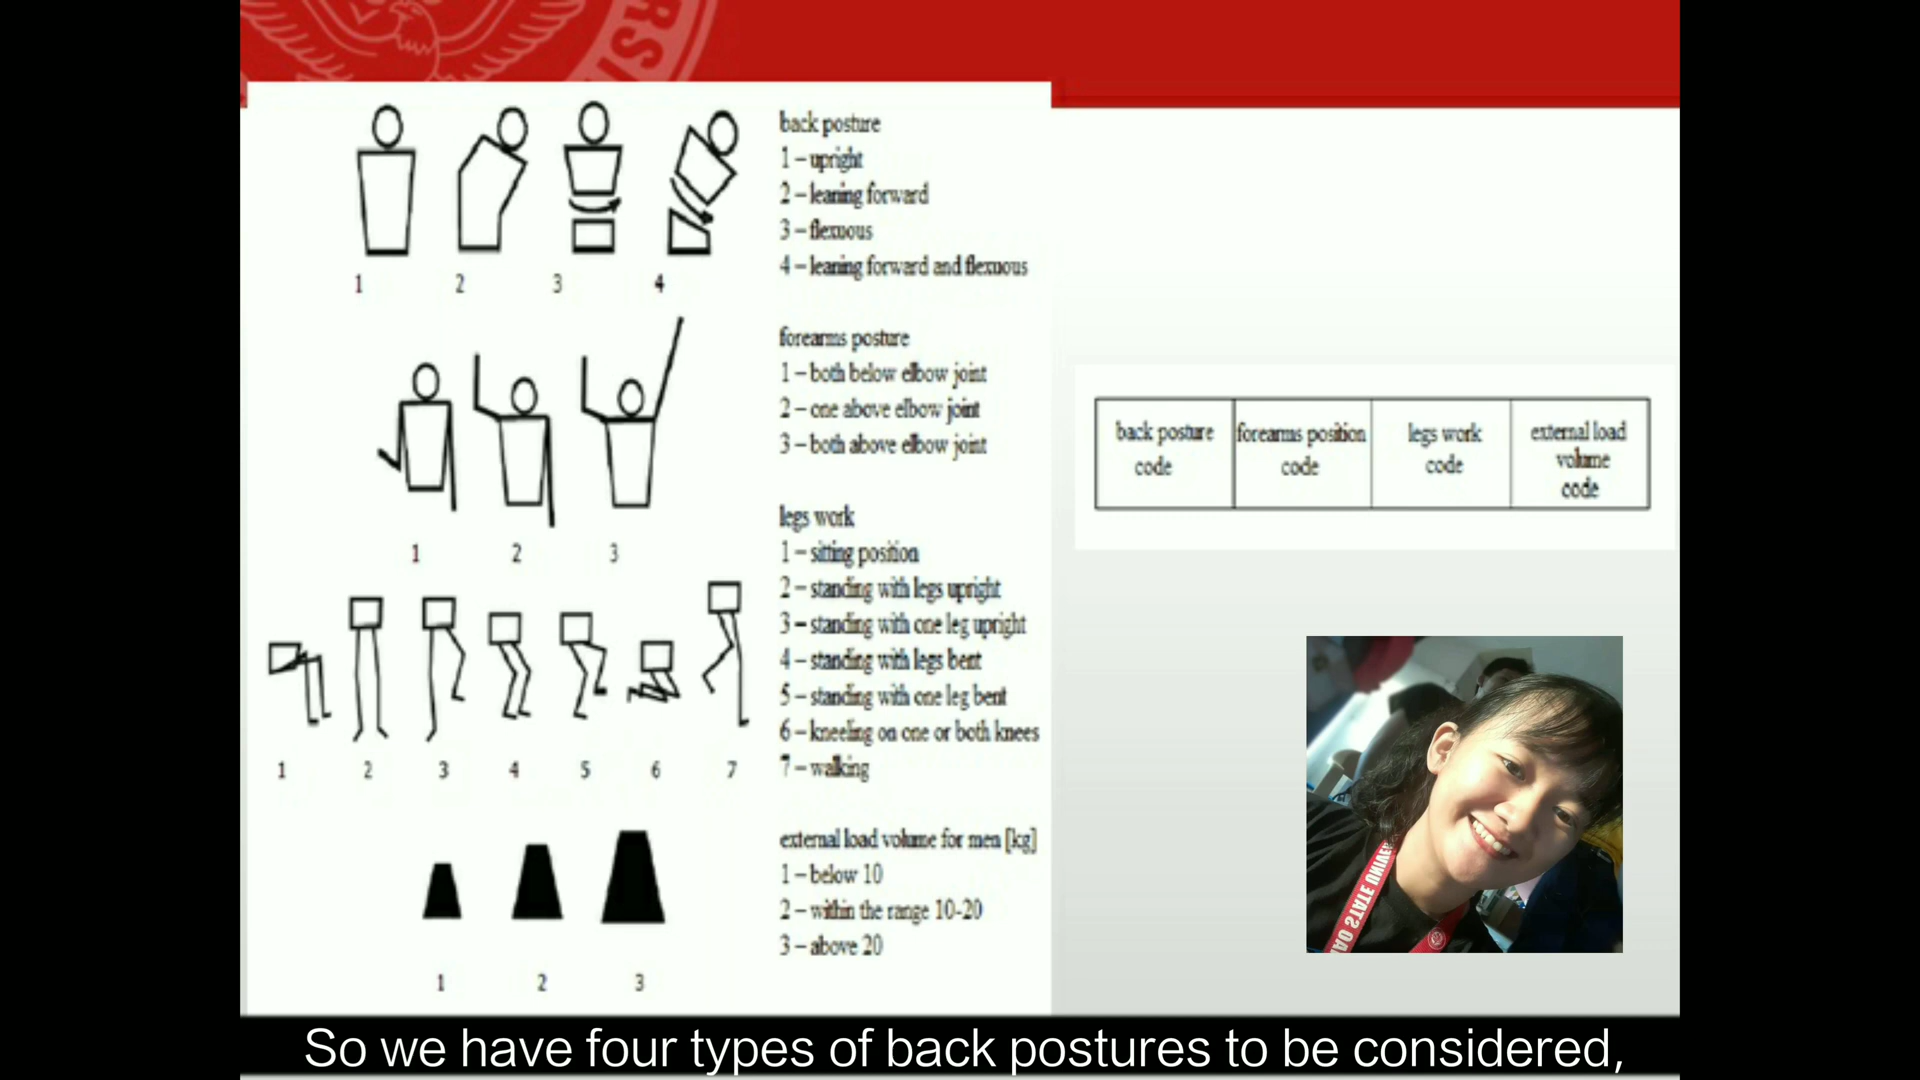 RSI
back posture
1 – upright
2 – leaning forward
3 – flexuous
4 – leaning forward and flexuous
1 2 3 4
forearms posture
1 – both below elbow joint
2 – one above elbow joint
3 – both above elbow joint
1 2 3
legs work
1 – sitting position
2 – standing with legs upright
3 – standing with one leg upright
4 – standing with legs bent
5 – standing with one leg bent
6 – kneeling on one or both knees
7 – walking
1 2 3 4 5 6 7
external load volume for men [kg]
1 – below 10
2 – within the range 10-20
3 – above 20
1 2 3
back posture
code
forearms position
code
legs work
code
external load
volume
code
AO STATE UNIVER
So we have four types of back postures to be considered,